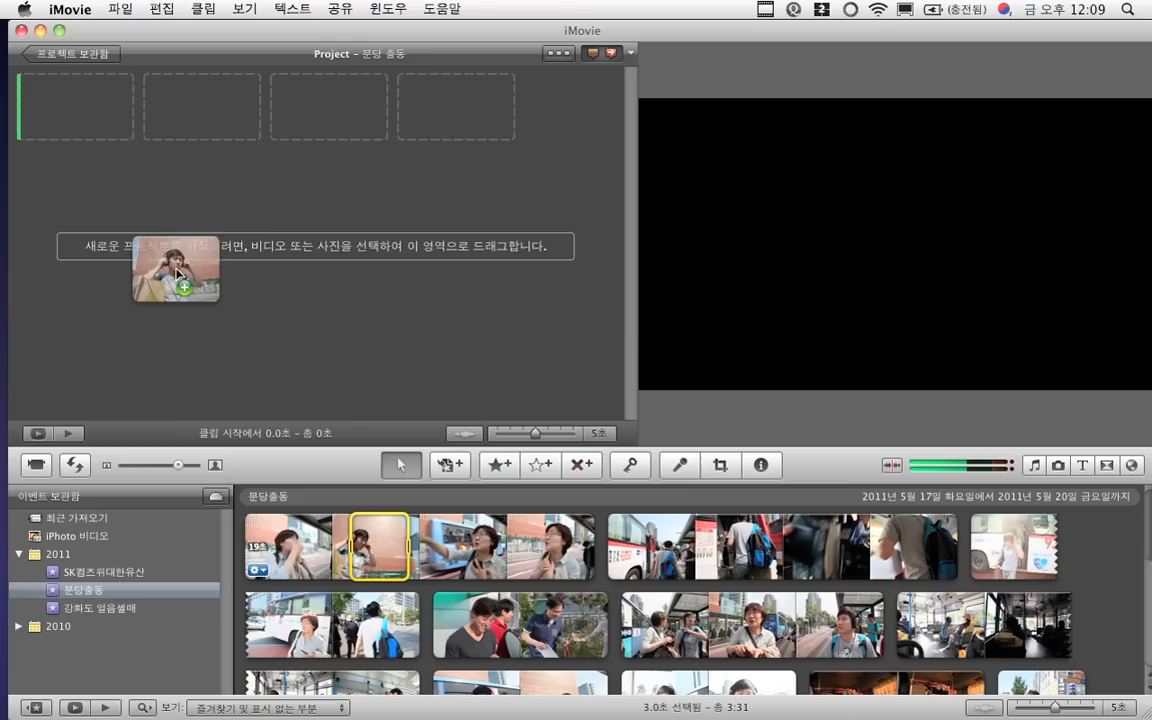 iMovie 파일 편집 클립 보기 텍스트 공유 윈도우 도움말 (충전됨) 금 오후 12:09
iMovie
프로젝트 보관함 Project – 분당 출동
새로운 려면, 비디오 또는 사진을 선택하여 이 영역으로 드래그합니다.
클립 시작에서 0.0초 – 총 0초 5초
이벤트 보관함 분당출동 2011년 5월 17일 화요일에서 2011년 5월 20일 금요일까지
최근 가져오기
iPhoto 비디오
2011
SK컴즈위대한유산
분당출동
강화도 얼음썰매
2010
19초
보기: 즐겨찾기 및 표시 없는 부분 3.0초 선택됨 – 총 3:31 5초